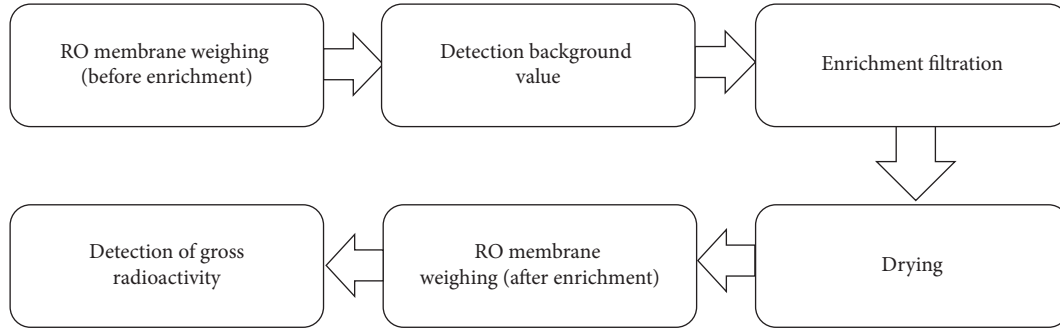 RO membrane weighing
(before enrichment)
Detection background
value
Enrichment filtration
Drying
RO membrane
weighing (after enrichment)
Detection of gross
radioactivity